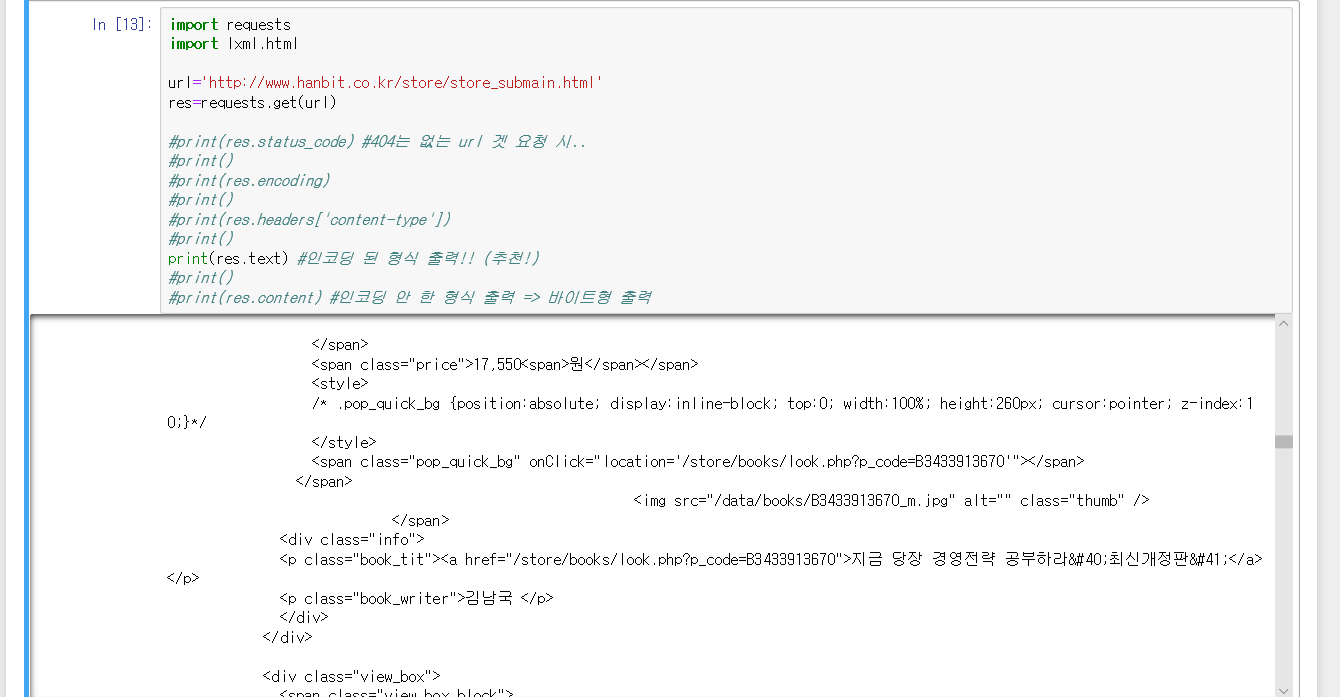 In [13]:
import requests
import lxml.html
url='http://www.hanbit.co.kr/store/store_submain.html'
res=requests.get(url)
#print(res.status_code) #404는 없는 url 겟 요청 시..
#print()
#print(res.encoding)
#print()
#print(res.headers['content-type'])
#print()
print(res.text) #인코딩 된 형식 출력!! (추천!)
#print()
#print(res.content) #인코딩 안 한 형식 출력 => 바이트형 출력
</span>
<span class="price">17,550<span>원</span></span>
<style>
/* .pop_quick_bg {position:absolute; display:inline-block; top:0; width:100%; height:260px; cursor:pointer; z-index:1
0;}*/
</style>
<span class="pop_quick_bg" onClick="location='/store/books/look.php?p_code=B3433913670'"></span>
</span>
<img src="/data/books/B3433913670_m.jpg" alt="" class="thumb" />
</span>
<div class="info">
<p class="book_tit"><a href="/store/books/look.php?p_code=B3433913670">지금 당장 경영전략 공부하라&#40;최신개정판&#41;</a>
</p>
<p class="book_writer">김남국 </p>
</div>
</div>
<div class="view_box">
<span class="view_box_block">